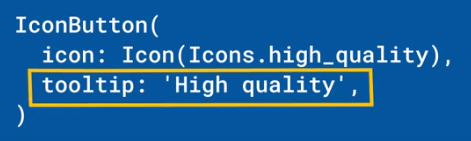 IconButton(
  icon: Icon(Icons.high_quality),
  tooltip: 'High quality',
)